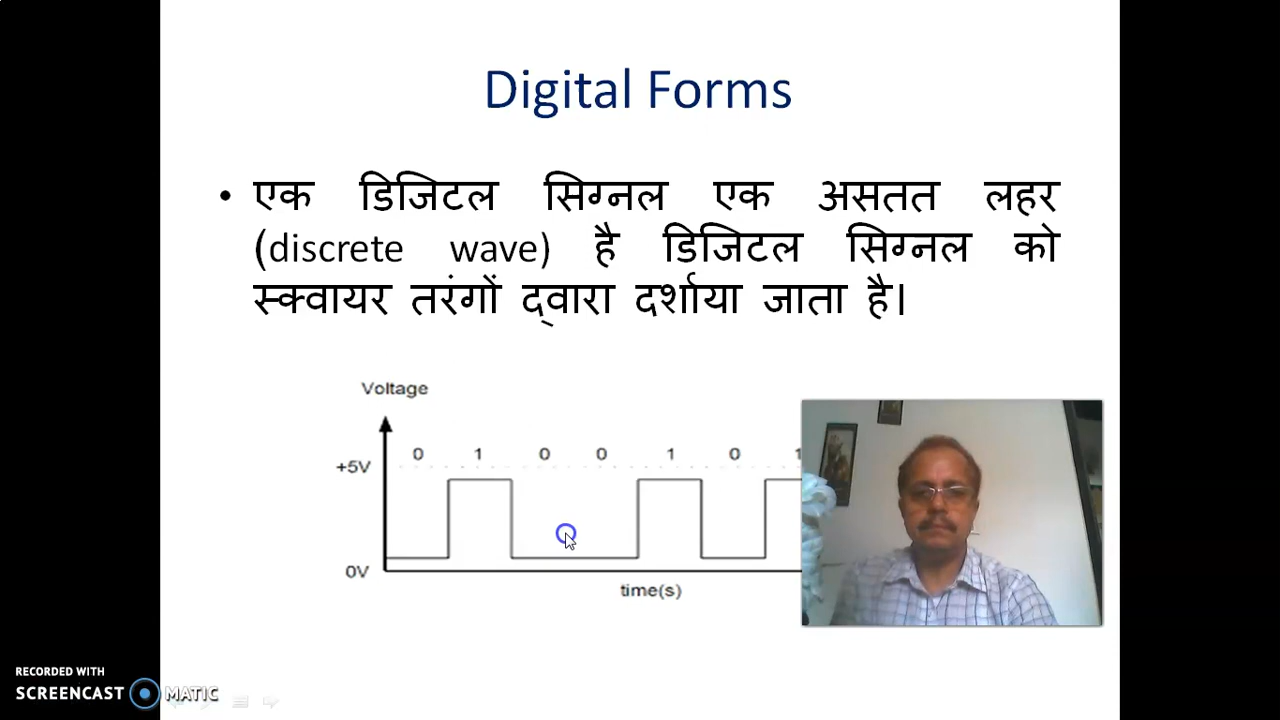 Digital Forms
• एक डिजिटल सिग्नल एक असतत लहर
(discrete wave) है डिजिटल सिग्नल को
स्क्वायर तरंगों द्वारा दर्शाया जाता है।
Voltage
0 1 0 0 1 0 1
+5V
0V
time(s)
RECORDED WITH
SCREENCAST MATIC